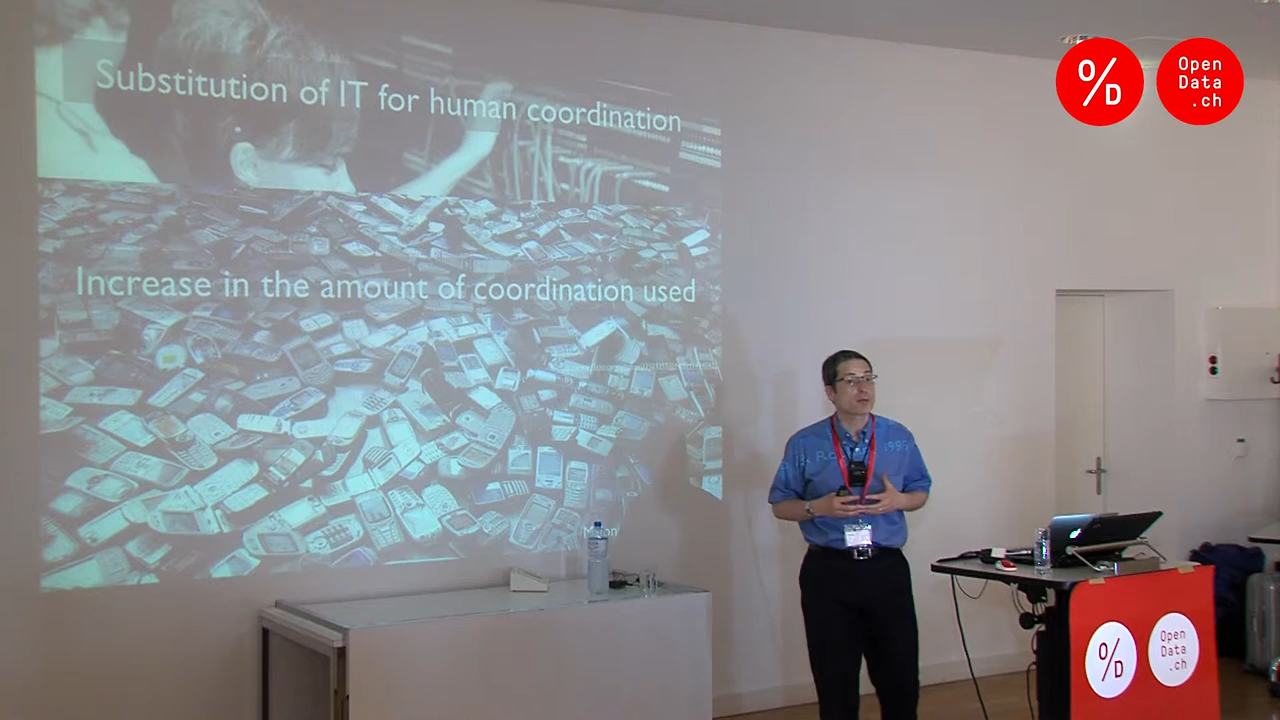 Substitution of IT for human coordination
Increase in the amount of coordination used
%
D
Open
Data
.ch
1995
%
D
Open
Data
.ch